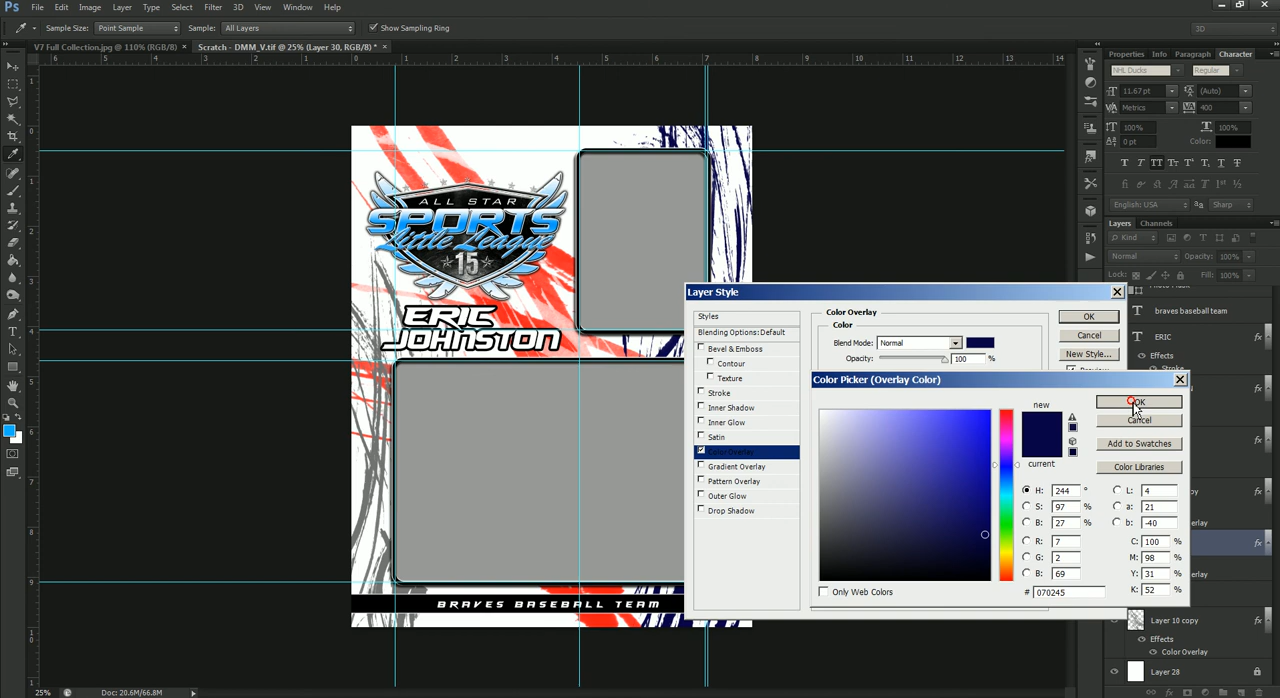 Ps File Edit Image Layer Type Select Filter 3D View Window Help
Sample Size: Point Sample Sample: All Layers Show Sampling Ring 3D
V7 Full Collection.jpg @ 110% (RGB/8) × Scratch - DMM_V.tif @ 25% (Layer 30, RGB/8) * ×
Properties Info Paragraph Character
NHL Ducks Regular
11.67 pt (Auto)
Metrics 400
100% 100%
0 pt Color:
English: USA Sharp
Layers Channels
Kind
Normal Opacity: 100%
Lock: Fill: 100%
braves baseball team
ERIC fx
Effects
Stroke
Layer 10 copy fx
Effects
Color Overlay
Layer 28
ALL STAR
SPORTS
Little League
15
ERIC
JOHNSTON
BRAVES BASEBALL TEAM
Layer Style
Styles
Blending Options: Default
Bevel & Emboss
Contour
Texture
Stroke
Inner Shadow
Inner Glow
Satin
Color Overlay
Gradient Overlay
Pattern Overlay
Outer Glow
Drop Shadow
Color Overlay
Color
Blend Mode: Normal
Opacity: 100 %
OK
Cancel
New Style...
Preview
Color Picker (Overlay Color)
new
current
OK
Cancel
Add to Swatches
Color Libraries
H: 244 ° L: 4
S: 97 % a: 21
B: 27 % b: -40
R: 7 C: 100 %
G: 2 M: 98 %
B: 69 Y: 31 %
# 070245 K: 52 %
Only Web Colors
25% Doc: 20.6M/66.8M